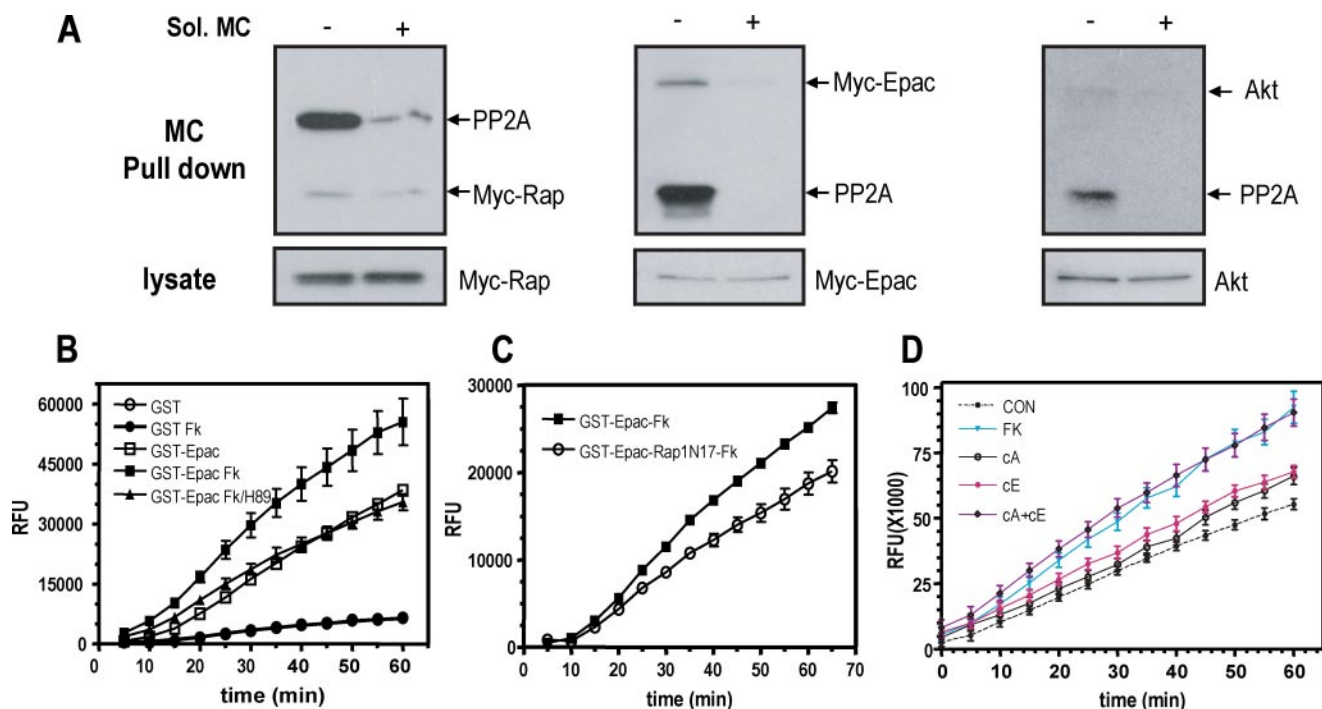 A
Sol. MC - + - + - +
MC
Pull down
PP2A
Myc-Rap
Myc-Epac
PP2A
Akt
PP2A
lysate
Myc-Rap
Myc-Epac
Akt
B
GST
GST Fk
GST-Epac
GST-Epac Fk
GST-Epac Fk/H89
RFU
60000
45000
30000
15000
0
0 10 20 30 40 50 60
time (min)
C
GST-Epac-Fk
GST-Epac-Rap1N17-Fk
30000
20000
10000
0
0 10 20 30 40 50 60 70
time (min)
D
CON
FK
cA
cE
cA+cE
RFU(X1000)
100
75
50
25
0
0 10 20 30 40 50 60
time (min)